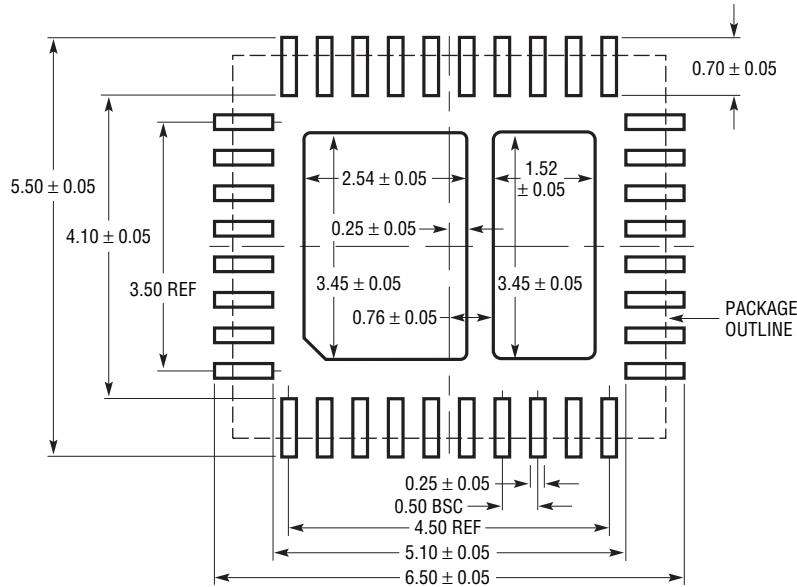 0.70 ± 0.05
2.54 ± 0.05
1.52
± 0.05
5.50 ± 0.05
0.25 ± 0.05
4.10 ± 0.05
3.50 REF
3.45 ± 0.05
3.45 ± 0.05
0.76 ± 0.05
PACKAGE
OUTLINE
0.25 ± 0.05
0.50 BSC
4.50 REF
5.10 ± 0.05
6.50 ± 0.05